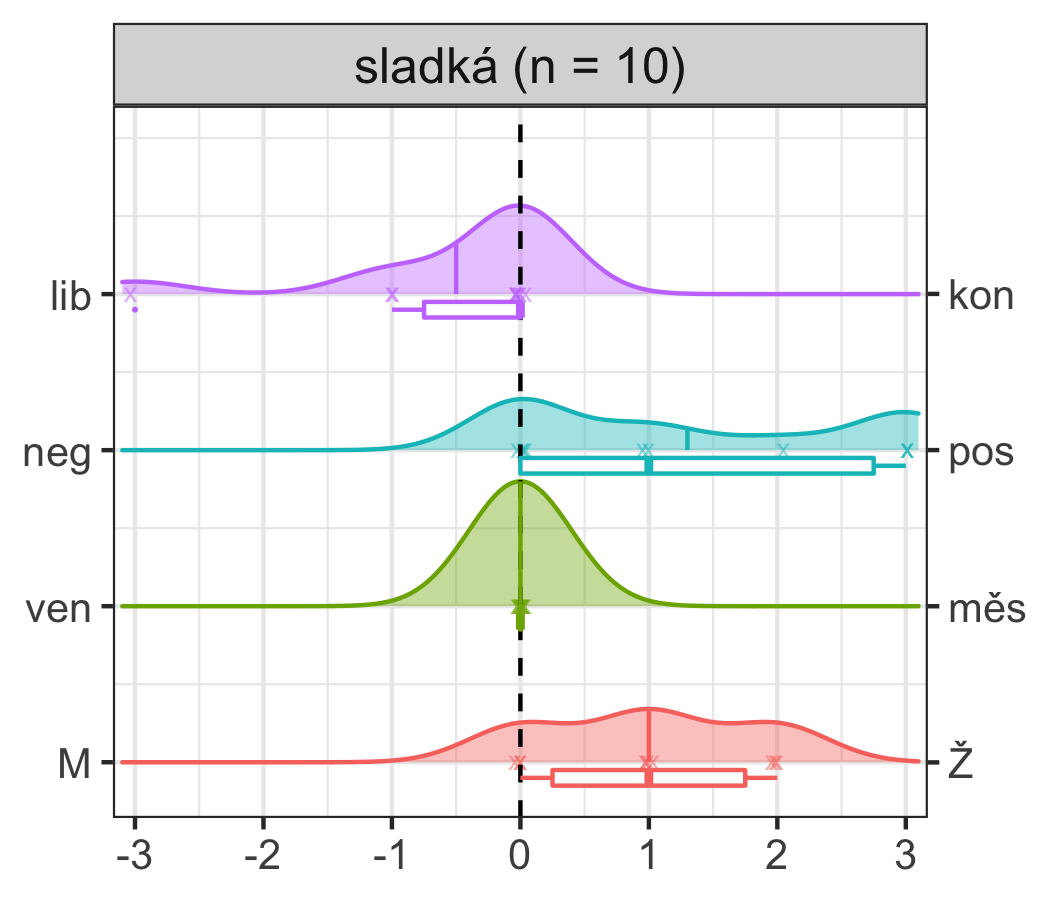 sladká (n = 10)
lib kon
neg pos
ven měs
M Ž
-3 -2 -1 0 1 2 3